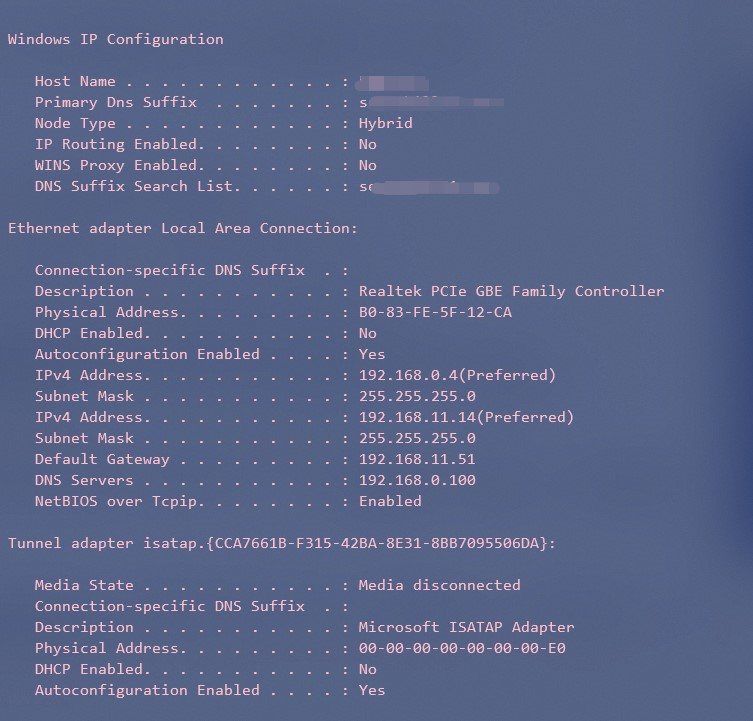 Windows IP Configuration
Host Name . . . . . . . . . . . . :
Primary Dns Suffix . . . . . . . :
Node Type . . . . . . . . . . . . : Hybrid
IP Routing Enabled. . . . . . . . : No
WINS Proxy Enabled. . . . . . . . : No
DNS Suffix Search List. . . . . . :
Ethernet adapter Local Area Connection:
Connection-specific DNS Suffix . :
Description . . . . . . . . . . . : Realtek PCIe GBE Family Controller
Physical Address. . . . . . . . . : B0-83-FE-5F-12-CA
DHCP Enabled. . . . . . . . . . . : No
Autoconfiguration Enabled . . . . : Yes
IPv4 Address. . . . . . . . . . . : 192.168.0.4(Preferred)
Subnet Mask . . . . . . . . . . . : 255.255.255.0
IPv4 Address. . . . . . . . . . . : 192.168.11.14(Preferred)
Subnet Mask . . . . . . . . . . . : 255.255.255.0
Default Gateway . . . . . . . . . : 192.168.11.51
DNS Servers . . . . . . . . . . . : 192.168.0.100
NetBIOS over Tcpip. . . . . . . . : Enabled
Tunnel adapter isatap.{CCA7661B-F315-42BA-8E31-8BB7095506DA}:
Media State . . . . . . . . . . . : Media disconnected
Connection-specific DNS Suffix . :
Description . . . . . . . . . . . : Microsoft ISATAP Adapter
Physical Address. . . . . . . . . : 00-00-00-00-00-00-00-E0
DHCP Enabled. . . . . . . . . . . : No
Autoconfiguration Enabled . . . . : Yes